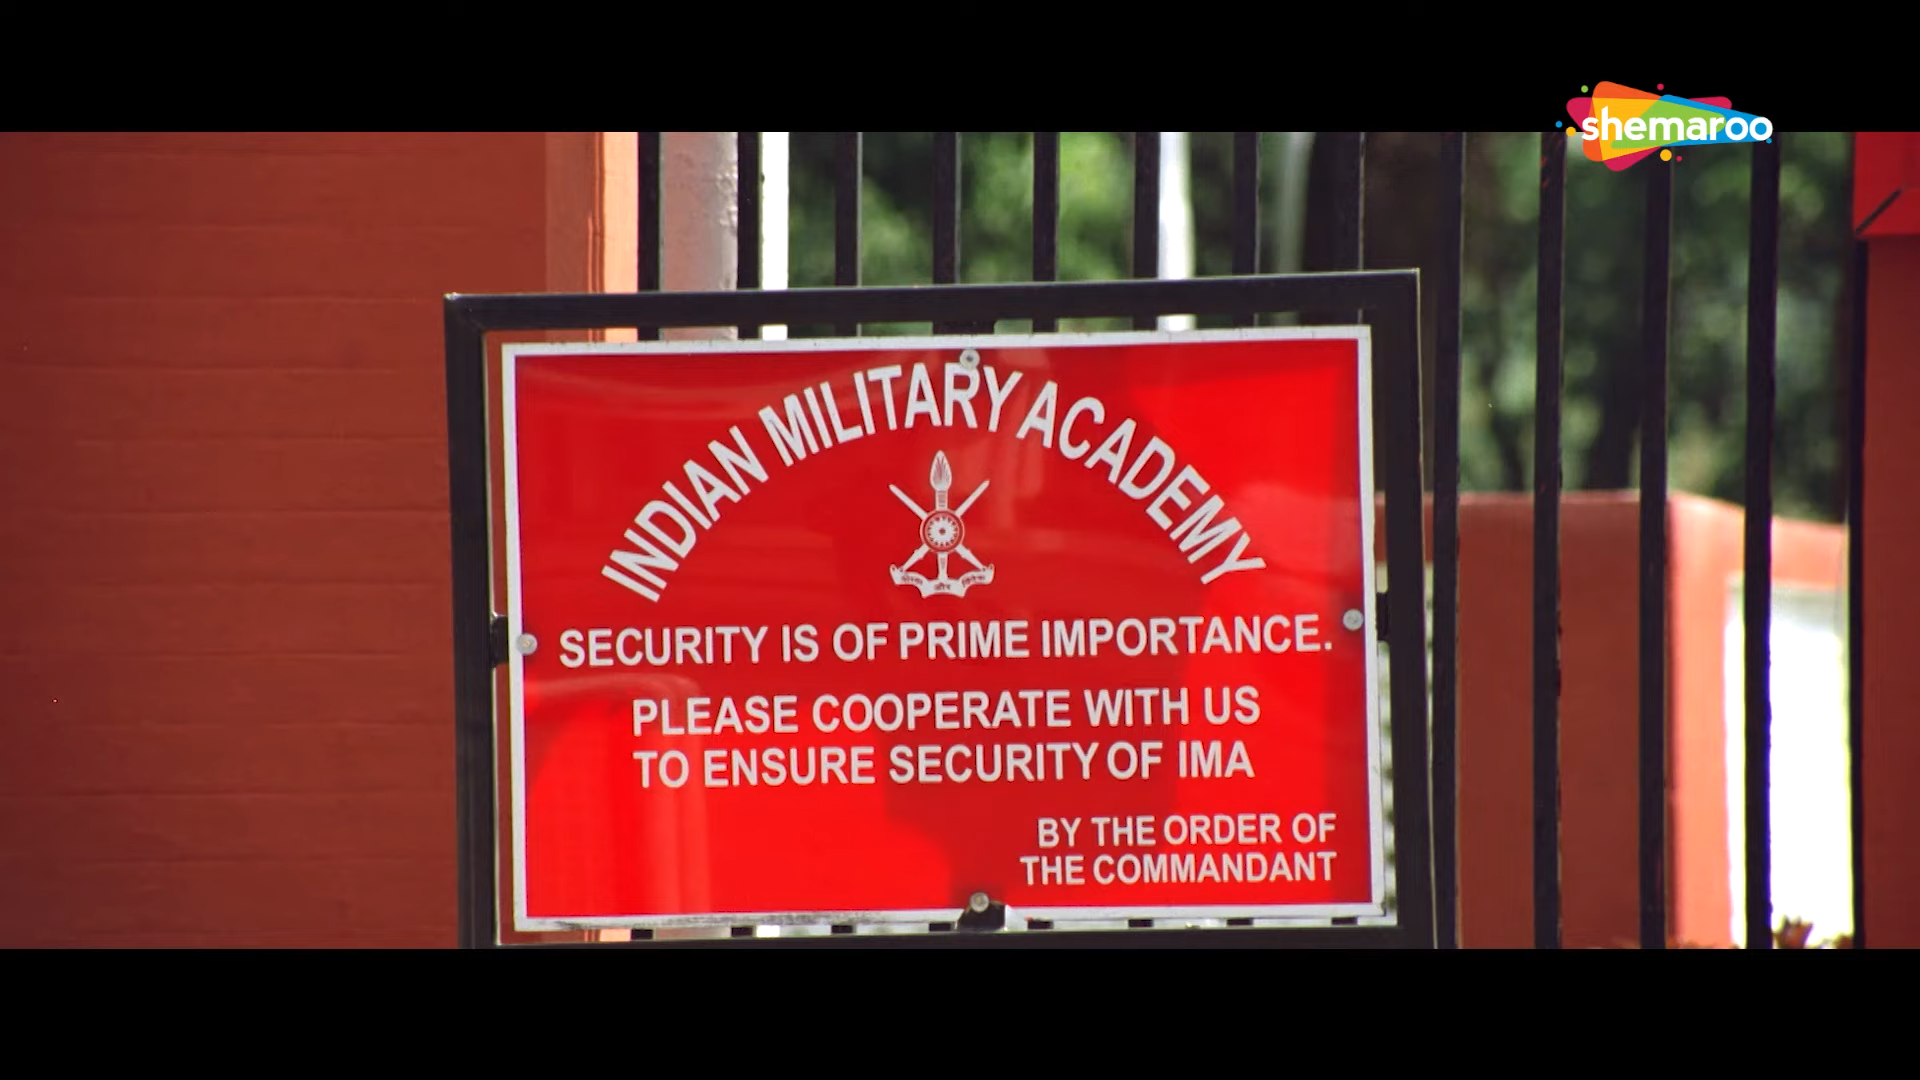 shemaroo
INDIAN MILITARY ACADEMY
SECURITY IS OF PRIME IMPORTANCE.
PLEASE COOPERATE WITH US
TO ENSURE SECURITY OF IMA
BY THE ORDER OF
THE COMMANDANT